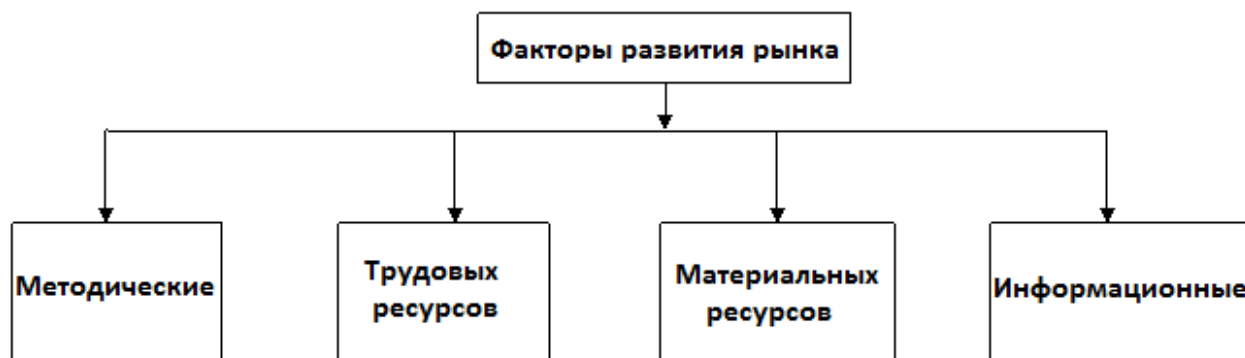 Факторы развития рынка
Методические
Трудовых
ресурсов
Материальных
ресурсов
Информационные